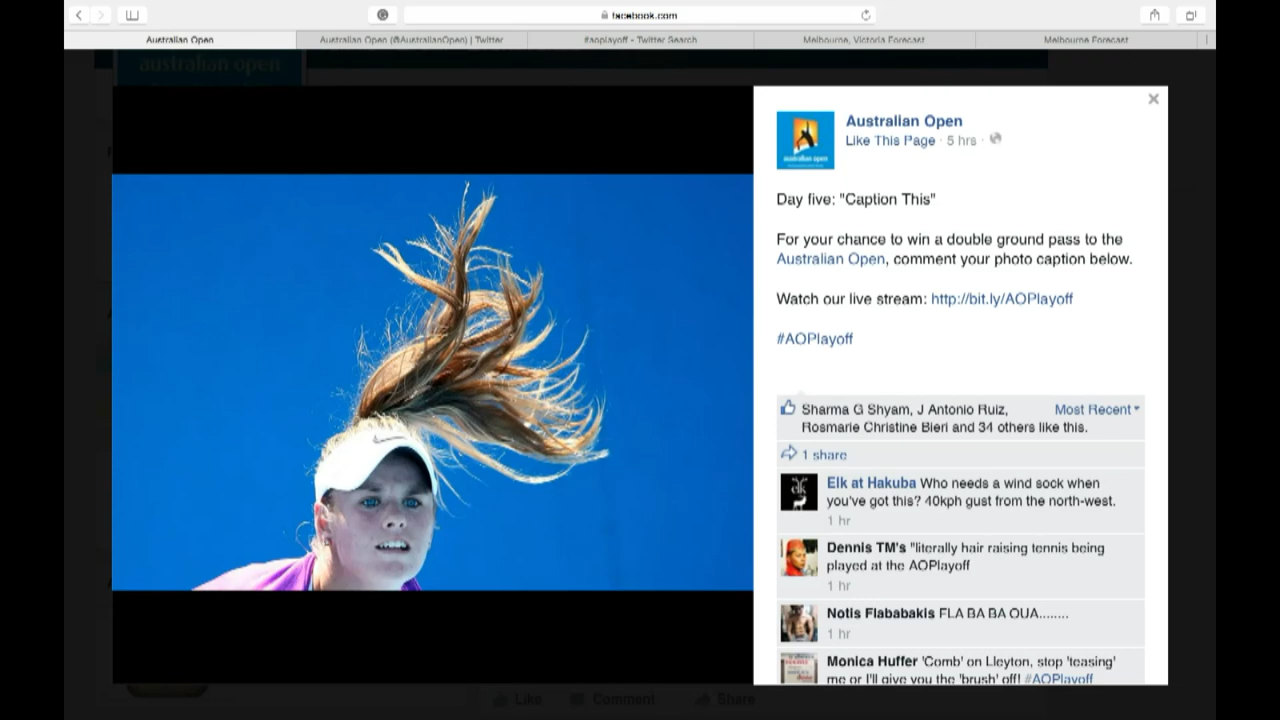 facebook.com
Australian Open
Australian Open (@AustralianOpen) | Twitter
#aoplayoff - Twitter Search
Melbourne, Victoria Forecast
Melbourne Forecast
australian open
Australian Open
Like This Page · 5 hrs ·
australian open
Day five: "Caption This"
For your chance to win a double ground pass to the
Australian Open, comment your photo caption below.
Watch our live stream: http://bit.ly/AOPlayoff
#AOPlayoff
Sharma G Shyam, J Antonio Ruiz,
Most Recent
Rosmarie Christine Bieri and 34 others like this.
1 share
elk
Elk at Hakuba Who needs a wind sock when
you've got this? 40kph gust from the north-west.
1 hr
Dennis TM's "literally hair raising tennis being
played at the AOPlayoff
1 hr
Notis Flababakis FLA BA BA OUA........
1 hr
Monica Huffer 'Comb' on Lleyton, stop 'teasing'
me or I'll give you the 'brush' off! #AOPlayoff
Like
Comment
Share